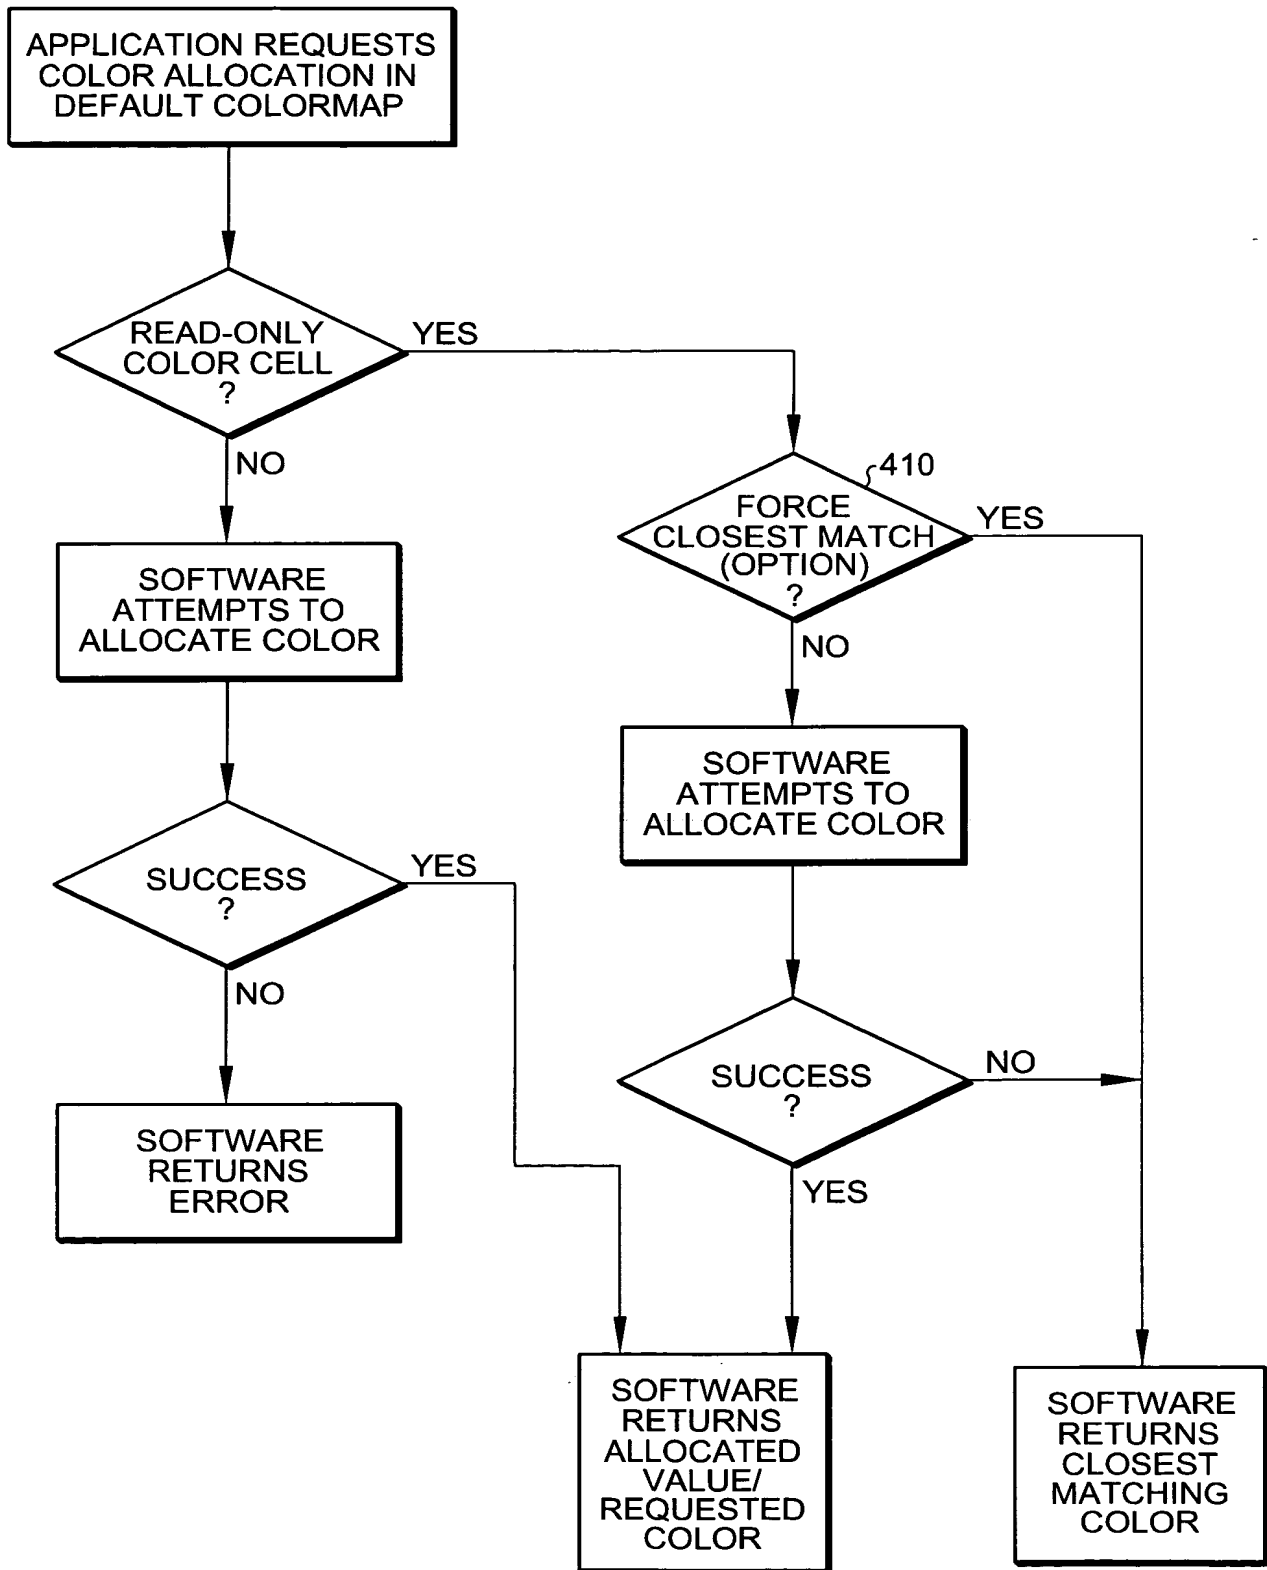 APPLICATION REQUESTS
COLOR ALLOCATION IN
DEFAULT COLORMAP
READ-ONLY
COLOR CELL
?
YES
NO
410
FORCE
CLOSEST MATCH
(OPTION)
?
YES
NO
SOFTWARE
ATTEMPTS TO
ALLOCATE COLOR
SOFTWARE
ATTEMPTS TO
ALLOCATE COLOR
SUCCESS
?
YES
NO
SUCCESS
?
NO
YES
SOFTWARE
RETURNS
ERROR
SOFTWARE
RETURNS
ALLOCATED
VALUE/
REQUESTED
COLOR
SOFTWARE
RETURNS
CLOSEST
MATCHING
COLOR